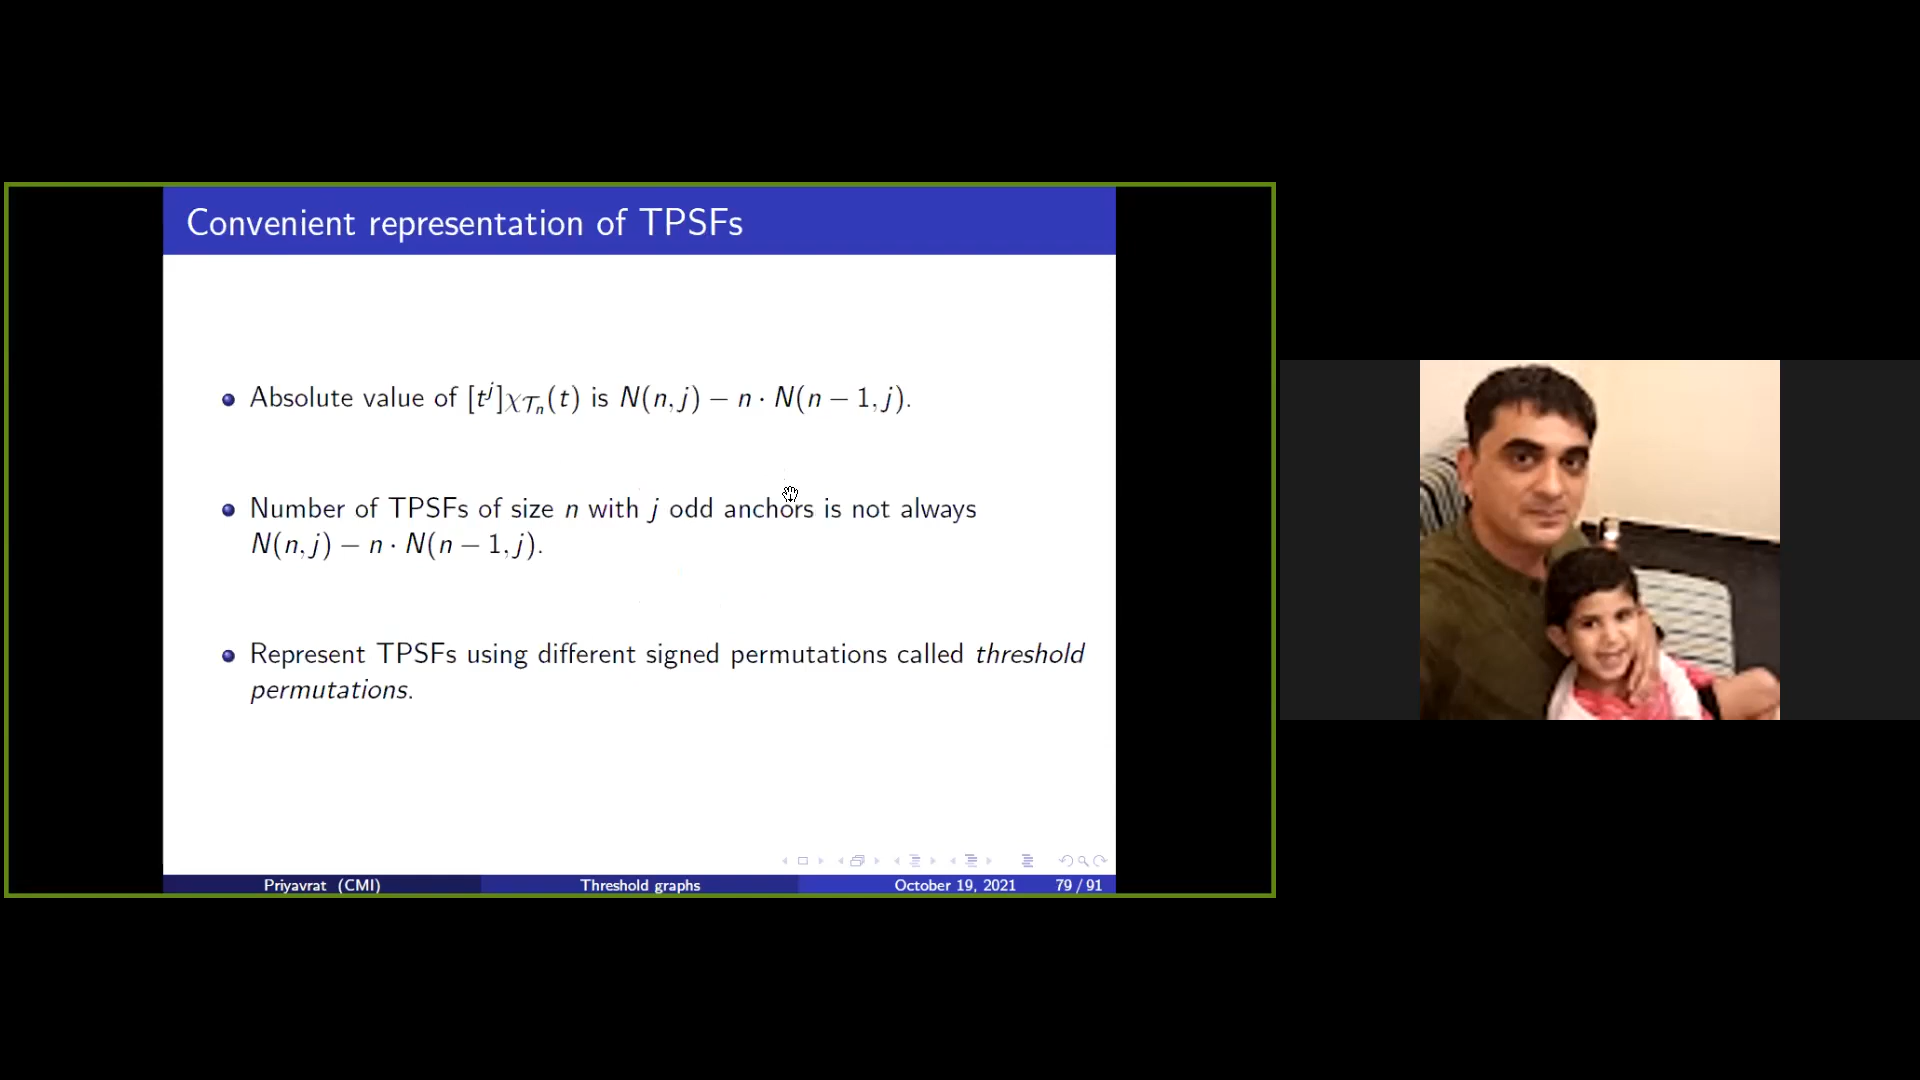 Convenient representation of TPSFs
Absolute value of [t^j]χ_{𝒯_n}(t) is N(n, j) − n · N(n − 1, j).
Number of TPSFs of size n with j odd anchors is not always
N(n, j) − n · N(n − 1, j).
Represent TPSFs using different signed permutations called threshold
permutations.
Priyavrat (CMI) Threshold graphs October 19, 2021 79 / 91